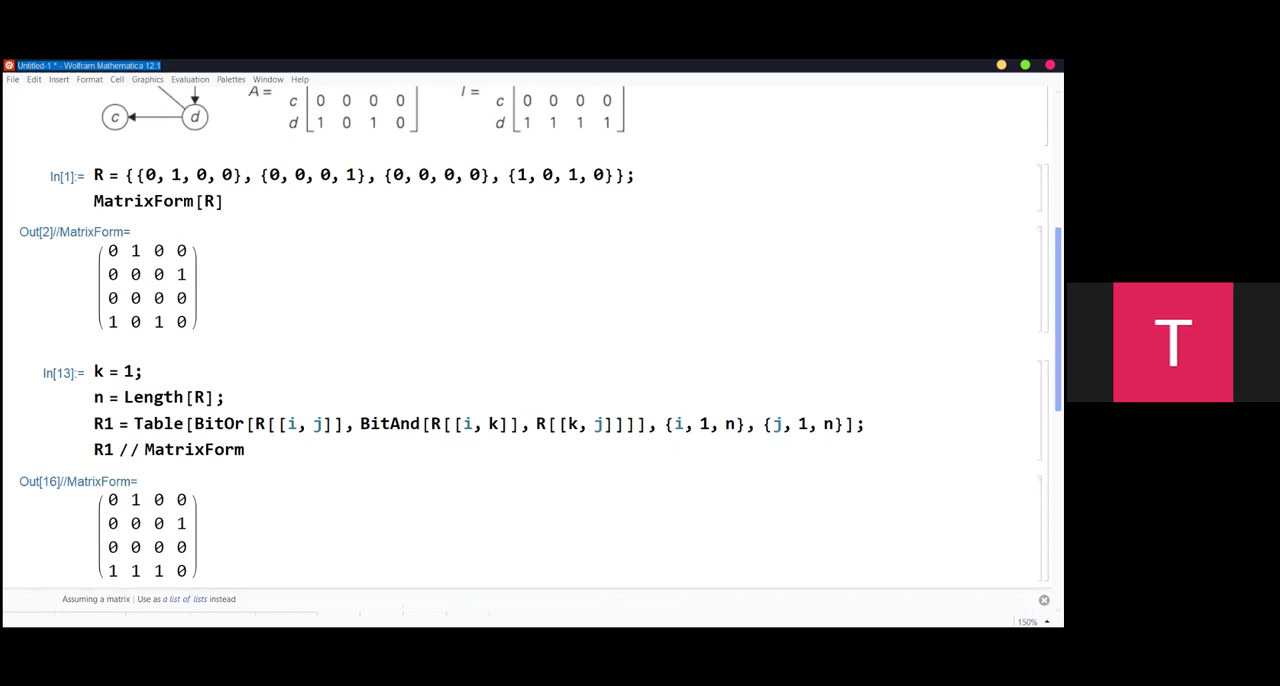 Untitled-1 * - Wolfram Mathematica 12.1
File Edit Insert Format Cell Graphics Evaluation Palettes Window Help
A = c 0 0 0 0 I = c 0 0 0 0
c d d 1 0 1 0 d 1 1 1 1
In[1]:= R = {{0, 1, 0, 0}, {0, 0, 0, 1}, {0, 0, 0, 0}, {1, 0, 1, 0}};
MatrixForm[R]
Out[2]//MatrixForm=
0 1 0 0
0 0 0 1
0 0 0 0
1 0 1 0
In[13]:= k = 1;
n = Length[R];
R1 = Table[BitOr[R[[i, j]], BitAnd[R[[i, k]], R[[k, j]]]], {i, 1, n}, {j, 1, n}];
R1 // MatrixForm
Out[16]//MatrixForm=
0 1 0 0
0 0 0 1
0 0 0 0
1 1 1 0
Assuming a matrix | Use as a list of lists instead
150%
T